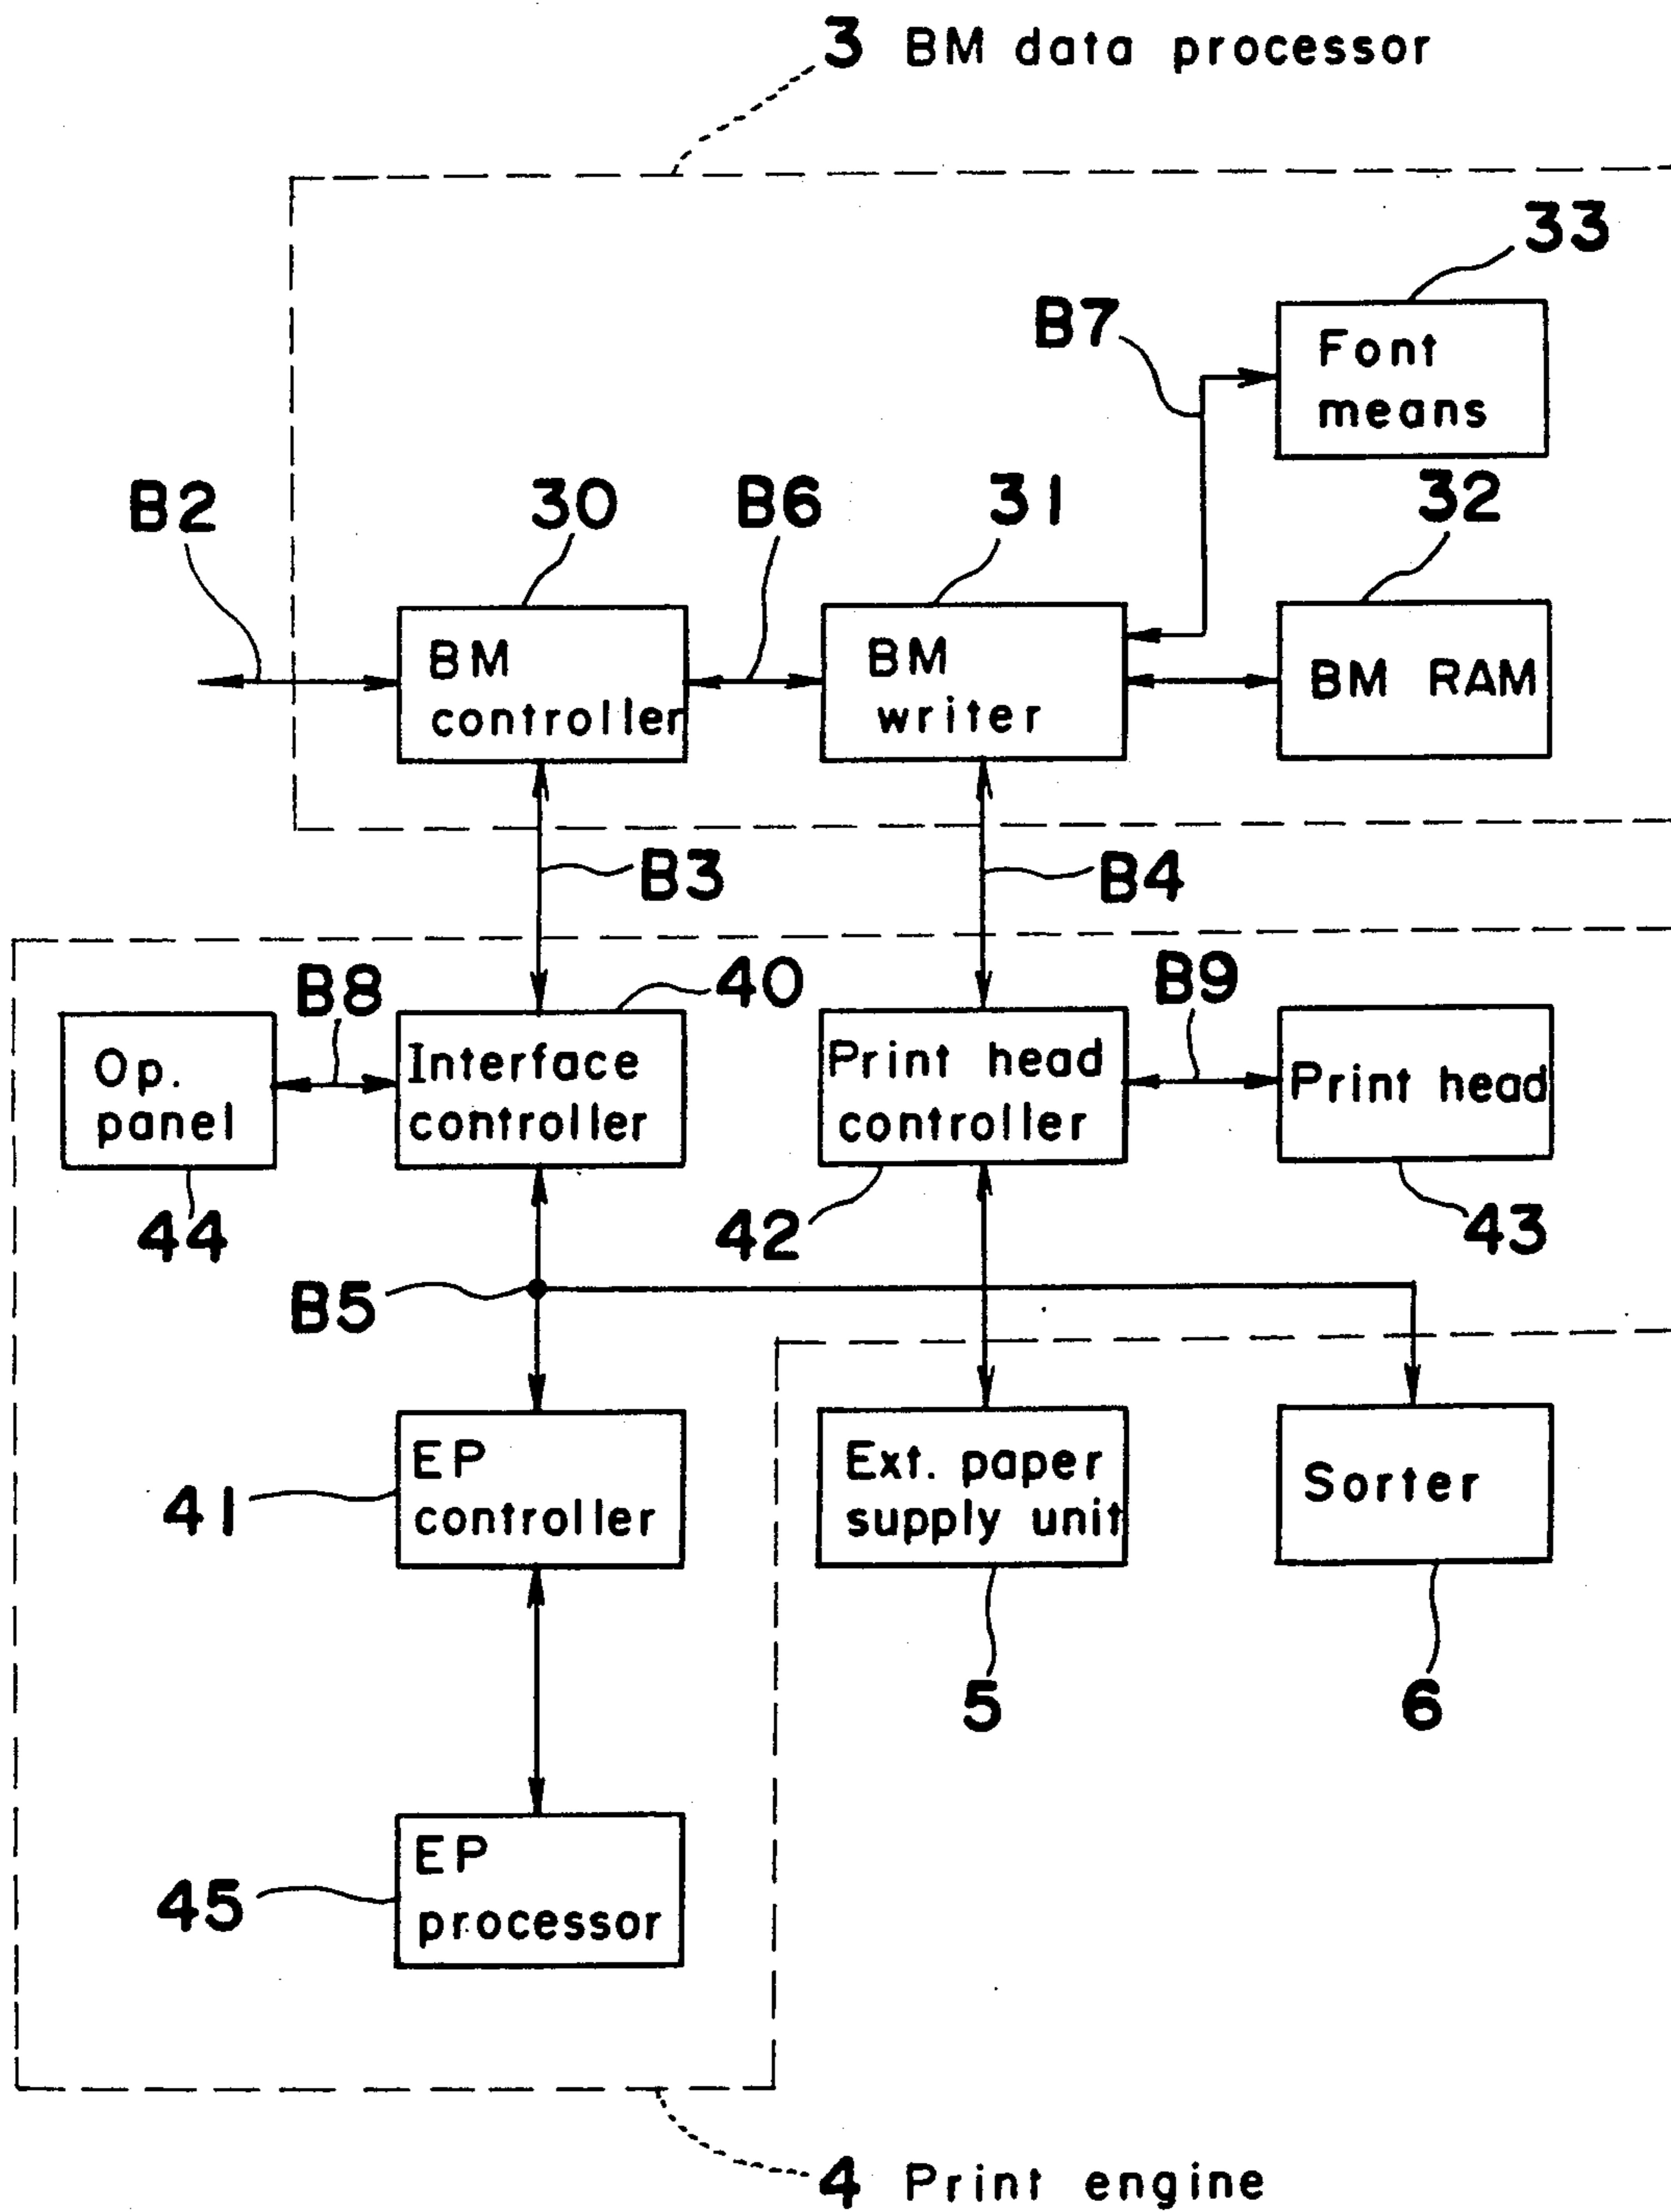 3 BM data processor
33
B7
Font
means
B2
30
B6
31
32
BM
controller
BM
writer
BM RAM
B3
B4
B8
40
B9
Op.
panel
Interface
controller
Print head
controller
Print head
44
42
43
B5
41
EP
controller
Ext. paper
supply unit
Sorter
5
6
45
EP
processor
4 Print engine